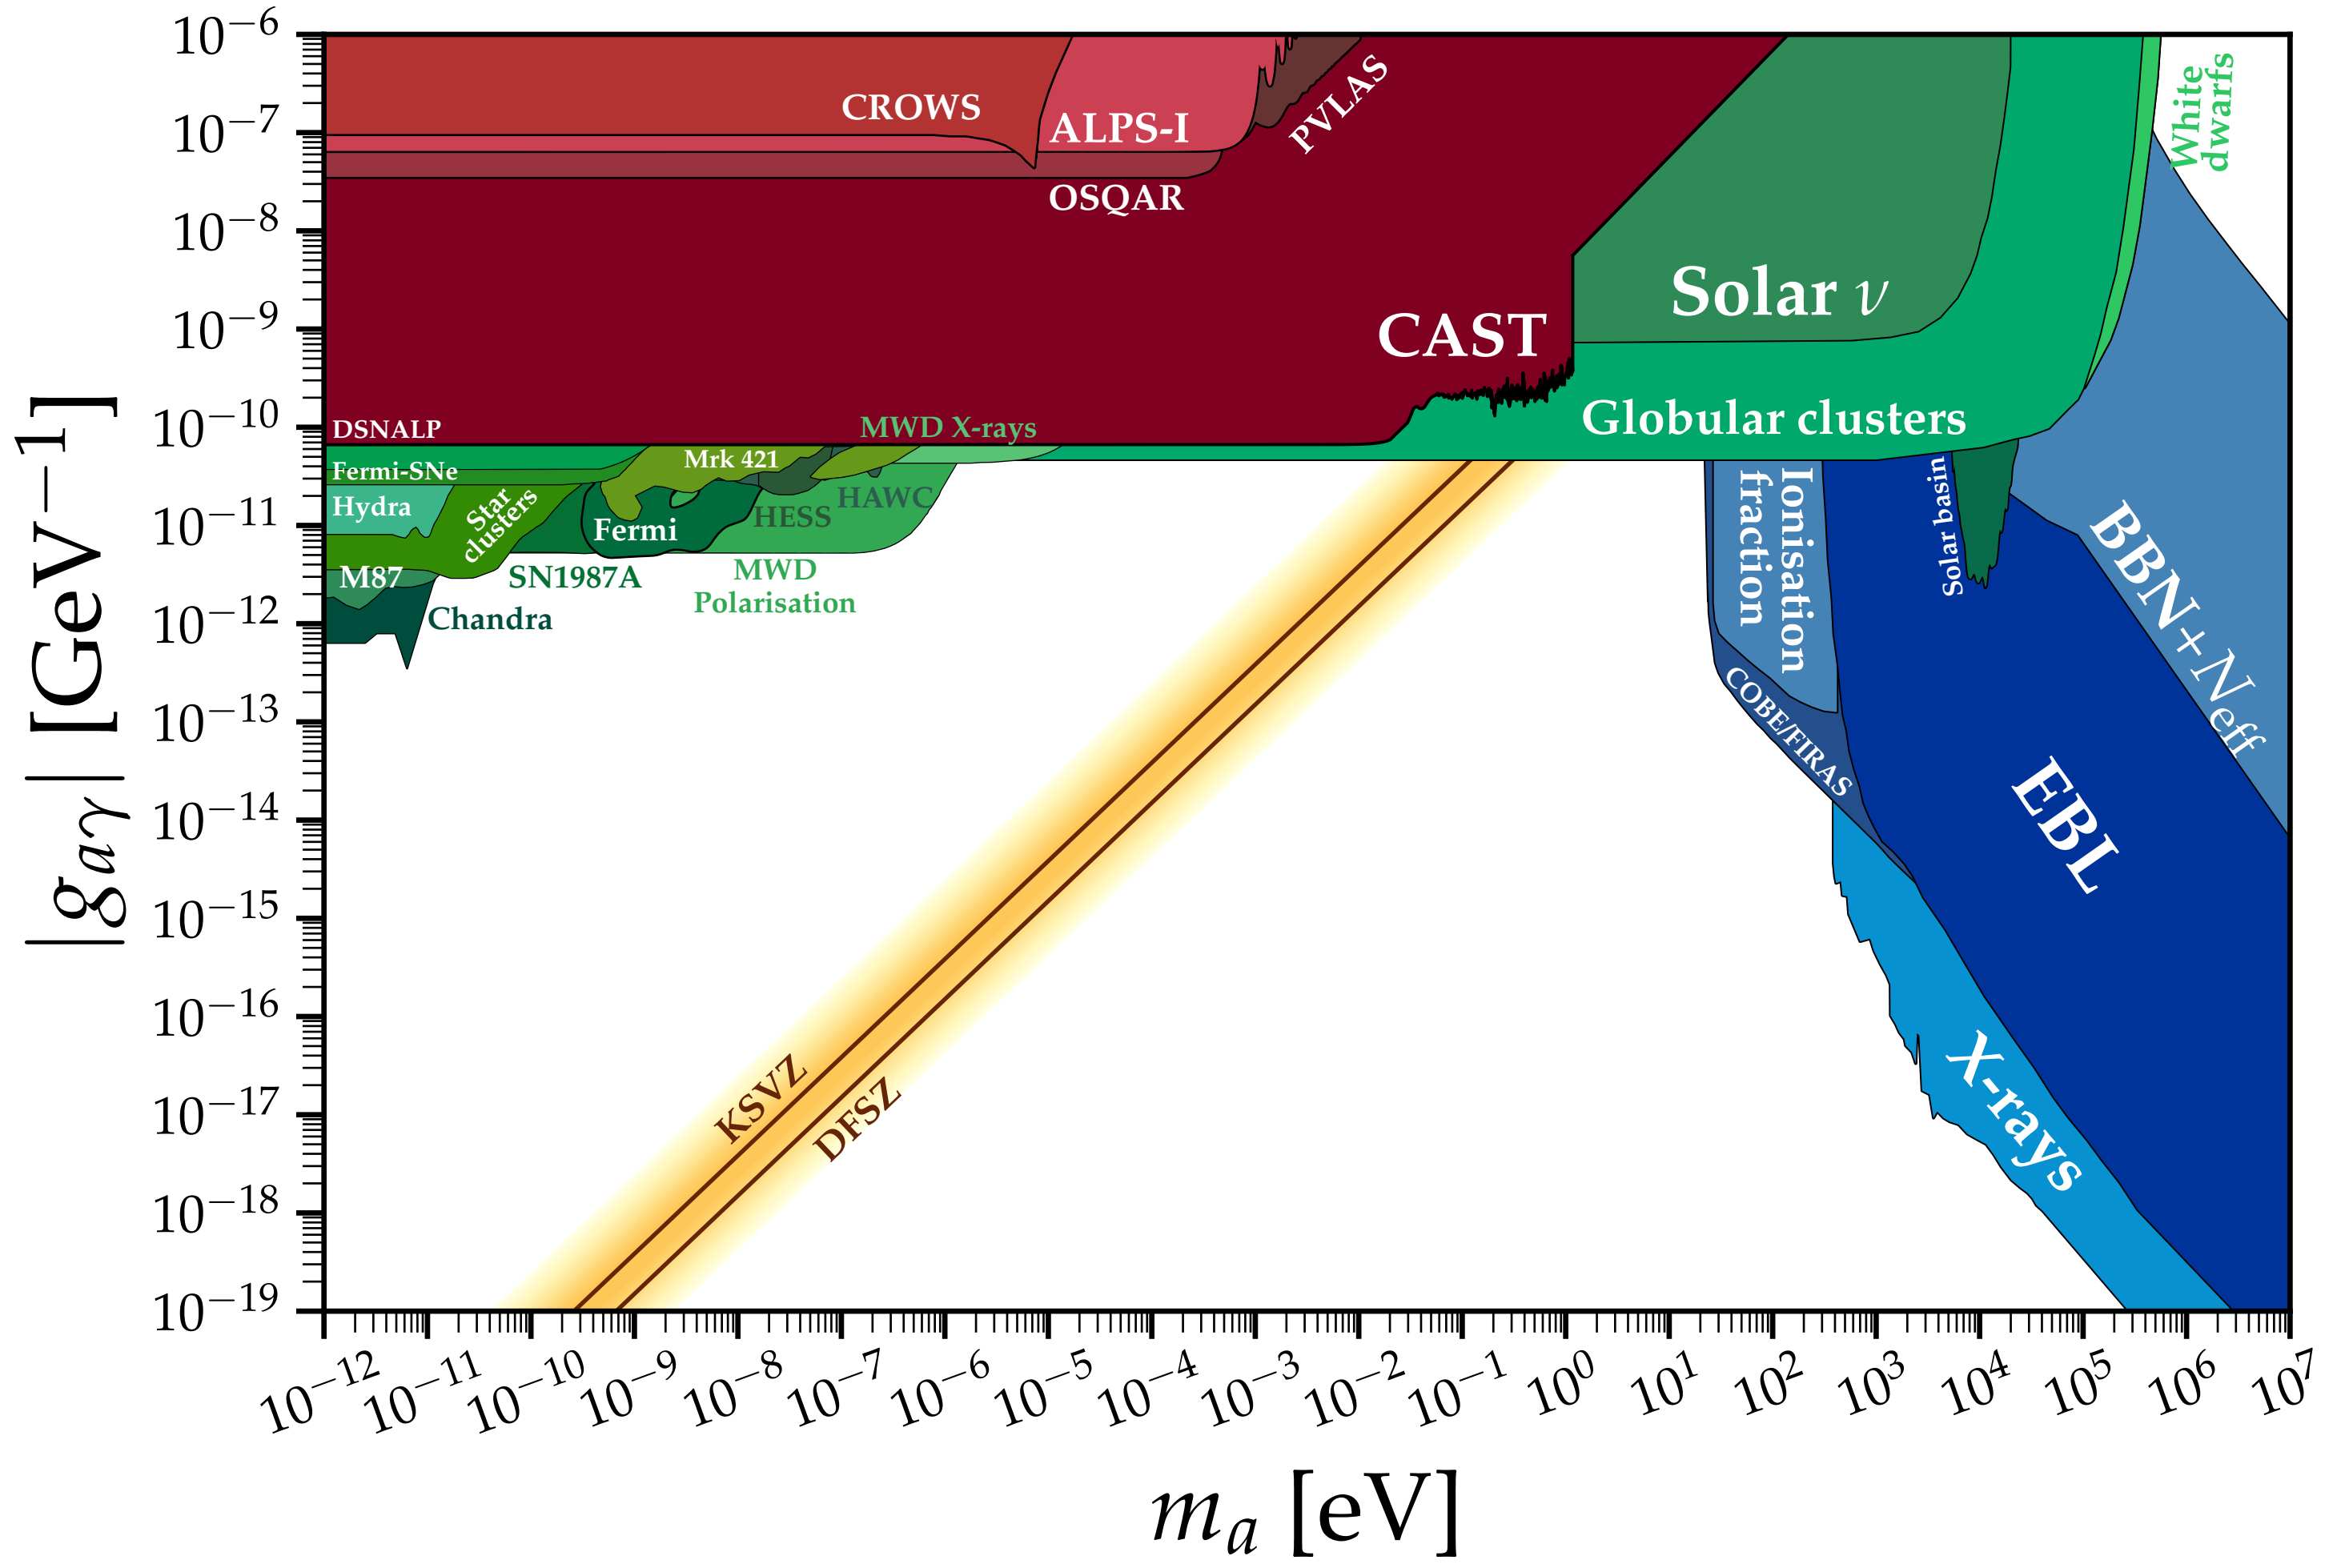 |g_{aγ}| [GeV^{−1}]
10^{−6}
10^{−7}
10^{−8}
10^{−9}
10^{−10}
10^{−11}
10^{−12}
10^{−13}
10^{−14}
10^{−15}
10^{−16}
10^{−17}
10^{−18}
10^{−19}
CROWS
ALPS-I
OSQAR
PVLAS
White
dwarfs
Solar ν
CAST
Globular clusters
DSNALP
MWD X-rays
Fermi-SNe
Mrk 421
Hydra
Star
clusters
Fermi
HESS
HAWC
M87
SN1987A
MWD
Polarisation
Chandra
Ionisation
fraction
Solar basin
BBN+N_{eff}
COBE/FIRAS
EBL
X-rays
KSVZ
DFSZ
10^{−12}
10^{−11}
10^{−10}
10^{−9}
10^{−8}
10^{−7}
10^{−6}
10^{−5}
10^{−4}
10^{−3}
10^{−2}
10^{−1}
10^{0}
10^{1}
10^{2}
10^{3}
10^{4}
10^{5}
10^{6}
10^{7}
m_a [eV]